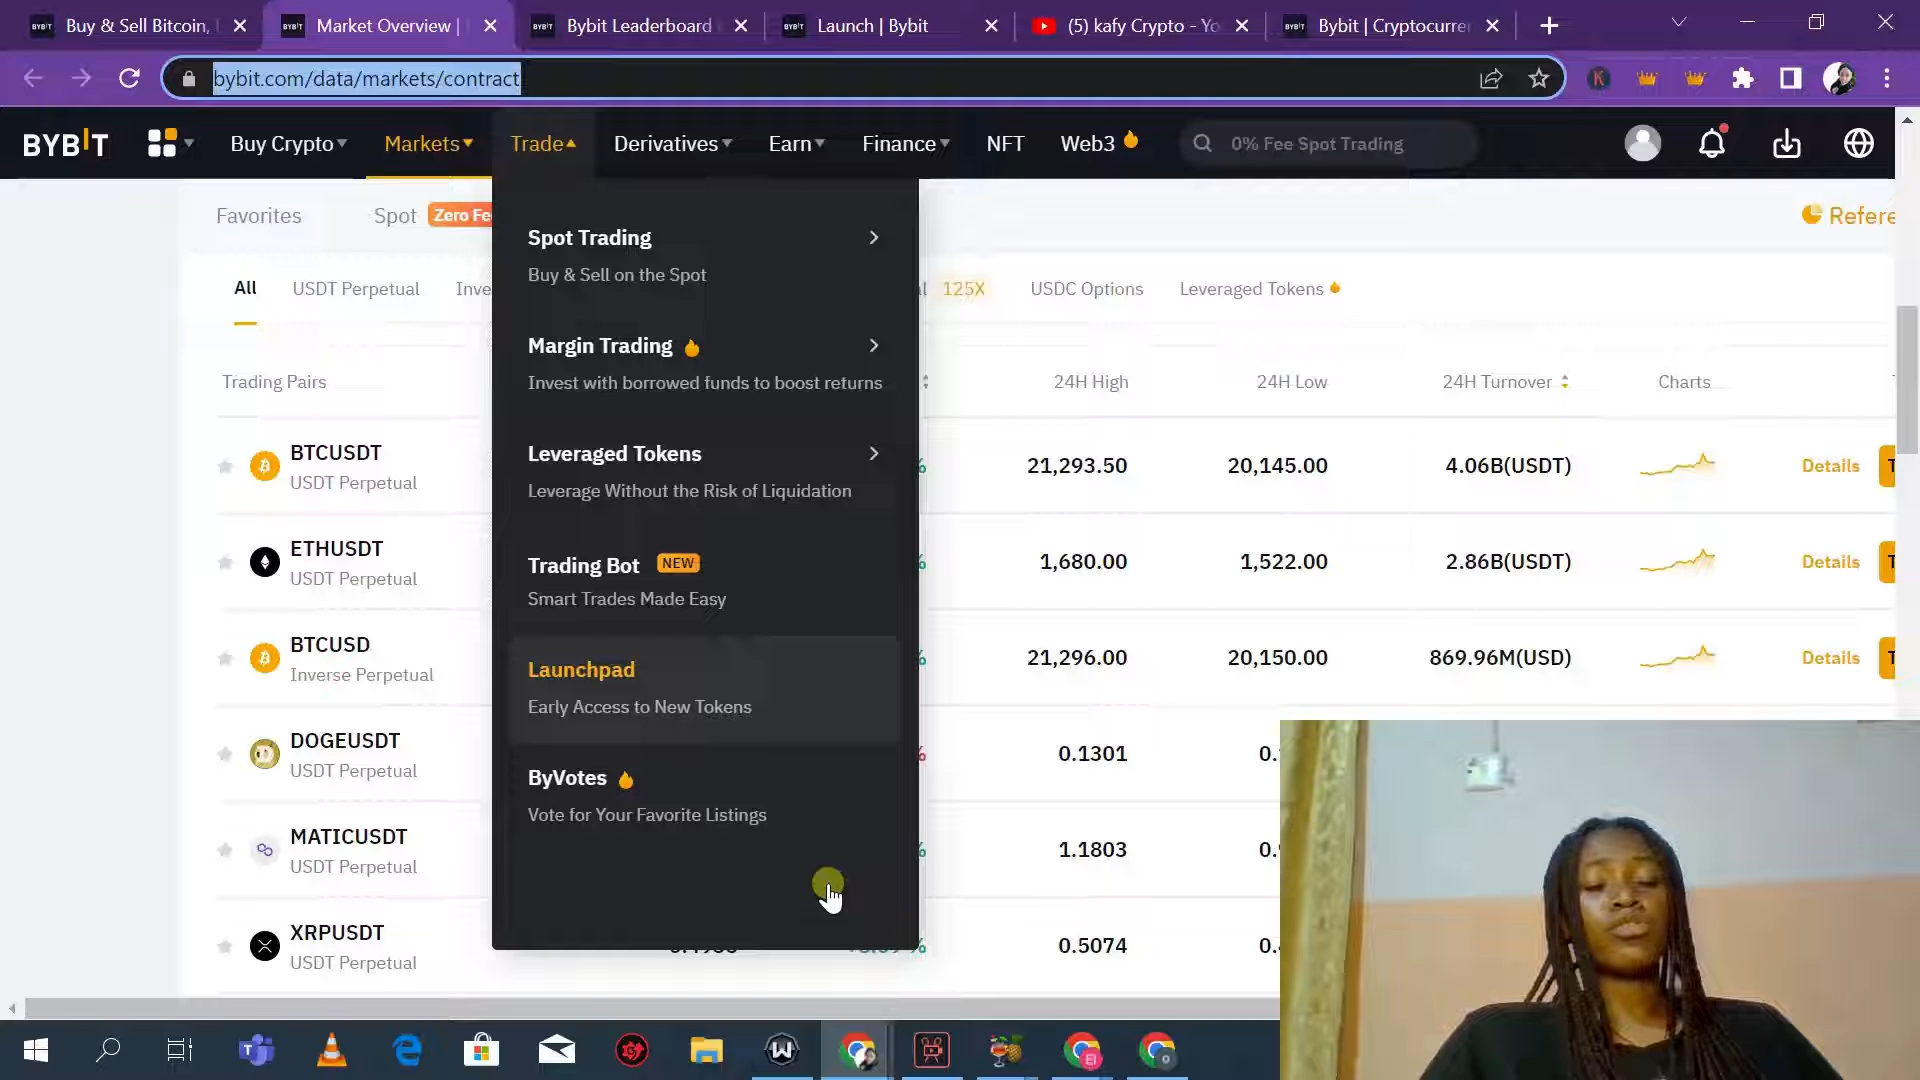 Buy & Sell Bitcoin,
Market Overview |
Bybit Leaderboard
Launch | Bybit
(5) kafy Crypto - Yo
Bybit | Cryptocurre
bybit.com/data/markets/contract
BYBIT
Buy Crypto
Markets
Trade
Derivatives
Earn
Finance
NFT
Web3
0% Fee Spot Trading
Favorites
Spot
Zero Fe
Refere
All
USDT Perpetual
Inve
125X
USDC Options
Leveraged Tokens
Trading Pairs
24H High
24H Low
24H Turnover
Charts
Spot Trading
Buy & Sell on the Spot
Margin Trading
Invest with borrowed funds to boost returns
Leveraged Tokens
Leverage Without the Risk of Liquidation
Trading Bot NEW
Smart Trades Made Easy
Launchpad
Early Access to New Tokens
ByVotes
Vote for Your Favorite Listings
BTCUSDT
USDT Perpetual
21,293.50
20,145.00
4.06B(USDT)
Details
ETHUSDT
USDT Perpetual
1,680.00
1,522.00
2.86B(USDT)
Details
BTCUSD
Inverse Perpetual
21,296.00
20,150.00
869.96M(USD)
Details
DOGEUSDT
USDT Perpetual
0.1301
0.
MATICUSDT
USDT Perpetual
1.1803
0.
XRPUSDT
USDT Perpetual
0.5074
0.